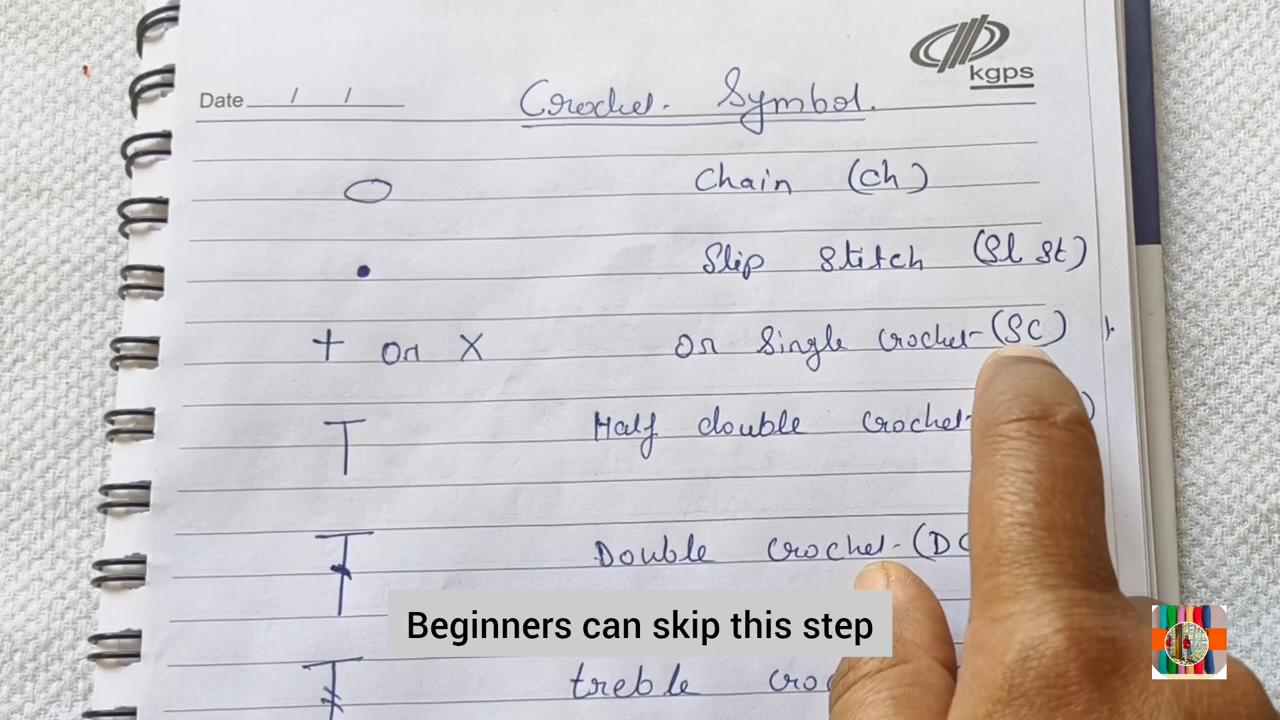 kgps
Date / /
Crochet Symbol.
Chain (Ch)
Slip Stitch (Sl St)
+ or X or Single Crochet (SC)
Half double Crochet
Double Crochet (DC
Beginners can skip this step
treble